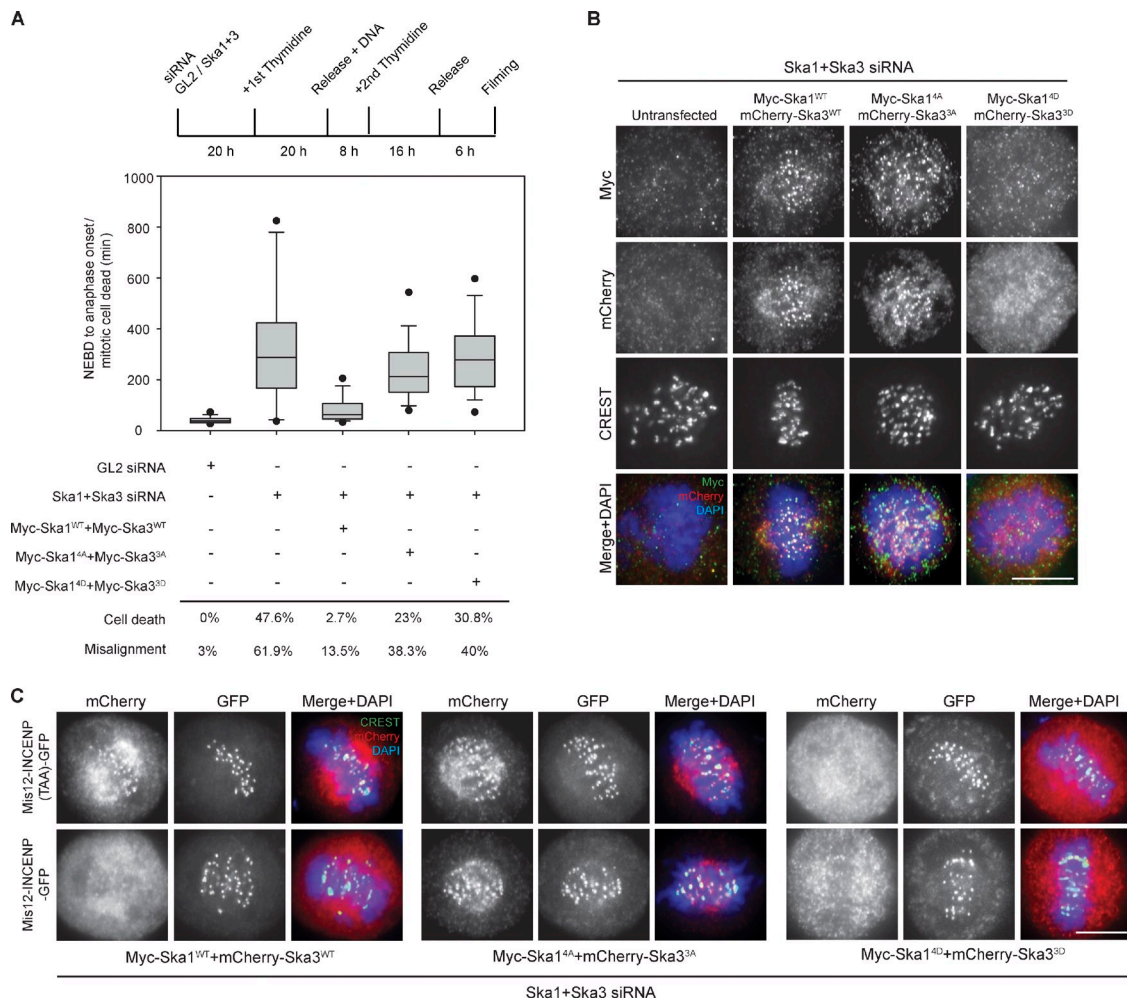 A
siRNA
GL2 / Ska1+3
+1st Thymidine
Release + DNA
+2nd Thymidine
Release
Filming
20 h 20 h 8 h 16 h 6 h
NEBD to anaphase onset/
mitotic cell dead (min)
1000
800
600
400
200
0
GL2 siRNA + - - - -
Ska1+Ska3 siRNA - + + + +
Myc-Ska1WT+Myc-Ska3WT - - + - -
Myc-Ska14A+Myc-Ska33A - - - + -
Myc-Ska14D+Myc-Ska33D - - - - +
Cell death 0% 47.6% 2.7% 23% 30.8%
Misalignment 3% 61.9% 13.5% 38.3% 40%
B
Ska1+Ska3 siRNA
Untransfected
Myc-Ska1WT
mCherry-Ska3WT
Myc-Ska14A
mCherry-Ska33A
Myc-Ska14D
mCherry-Ska33D
Myc
mCherry
CREST
Merge+DAPI
Myc
mCherry
DAPI
C
mCherry GFP Merge+DAPI mCherry GFP Merge+DAPI mCherry GFP Merge+DAPI
CREST
mCherry
DAPI
Mis12-INCENP
(TAA)-GFP
Mis12-INCENP
-GFP
Myc-Ska1WT+mCherry-Ska3WT Myc-Ska14A+mCherry-Ska33A Myc-Ska14D+mCherry-Ska33D
Ska1+Ska3 siRNA